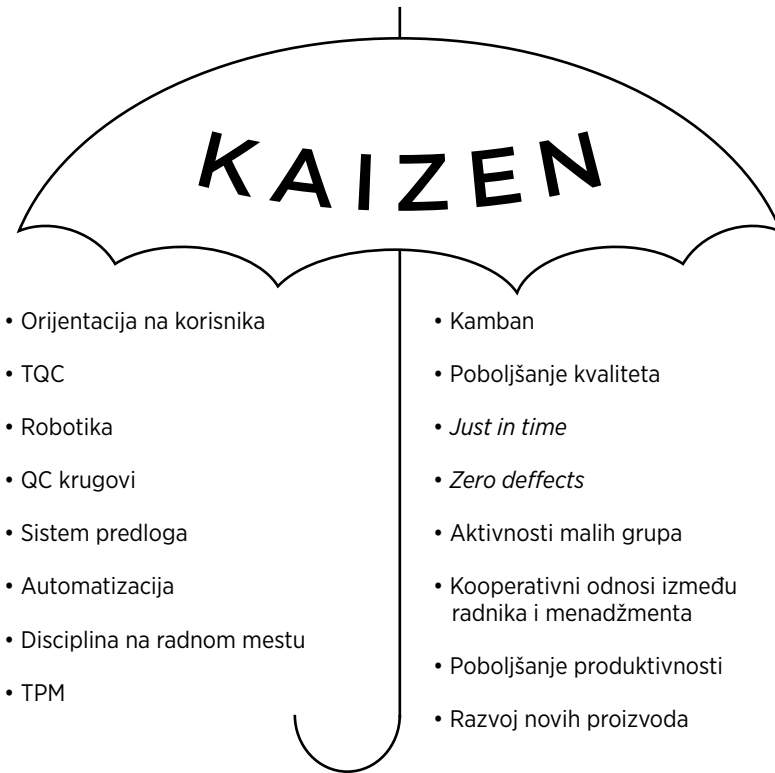 KAIZEN
• Orijentacija na korisnika
• TQC
• Robotika
• QC krugovi
• Sistem predloga
• Automatizacija
• Disciplina na radnom mestu
• TPM
• Kamban
• Poboljšanje kvaliteta
• Just in time
• Zero deffects
• Aktivnosti malih grupa
• Kooperativni odnosi između
radnika i menadžmenta
• Poboljšanje produktivnosti
• Razvoj novih proizvoda